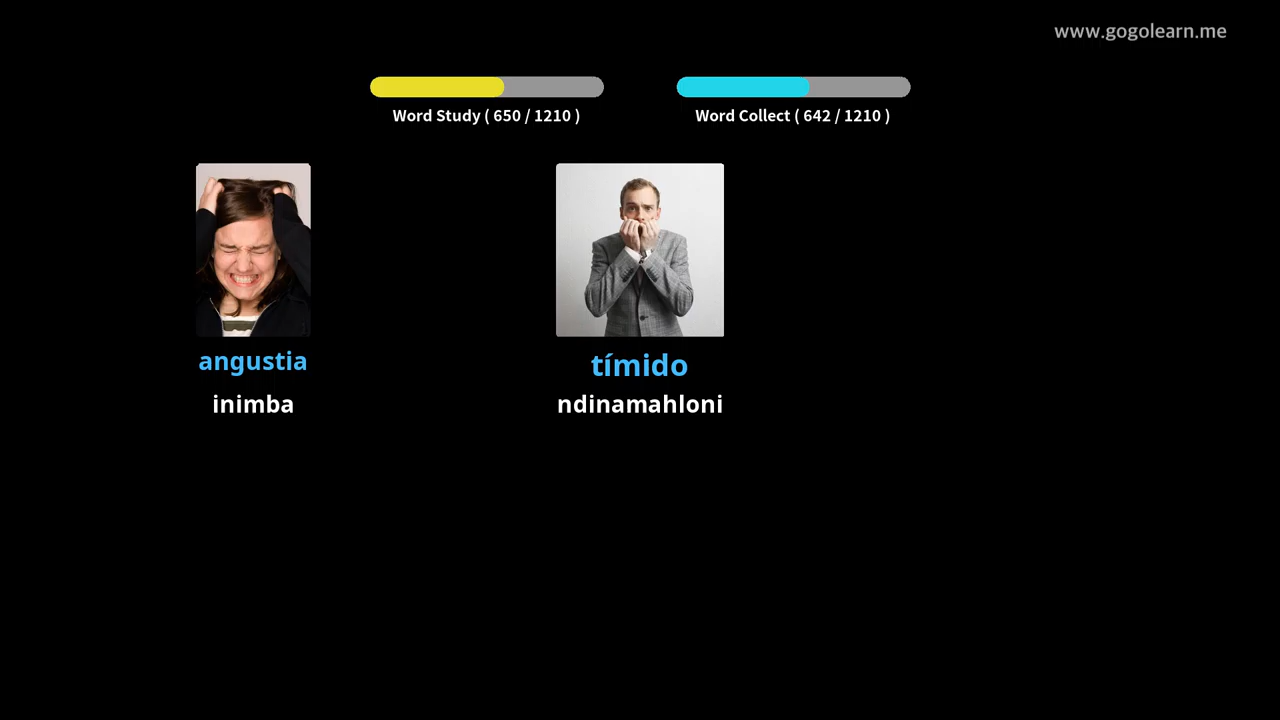 www.gogolearn.me
Word Study ( 650 / 1210 )
Word Collect ( 642 / 1210 )
angustia
inimba
tímido
ndinamahloni